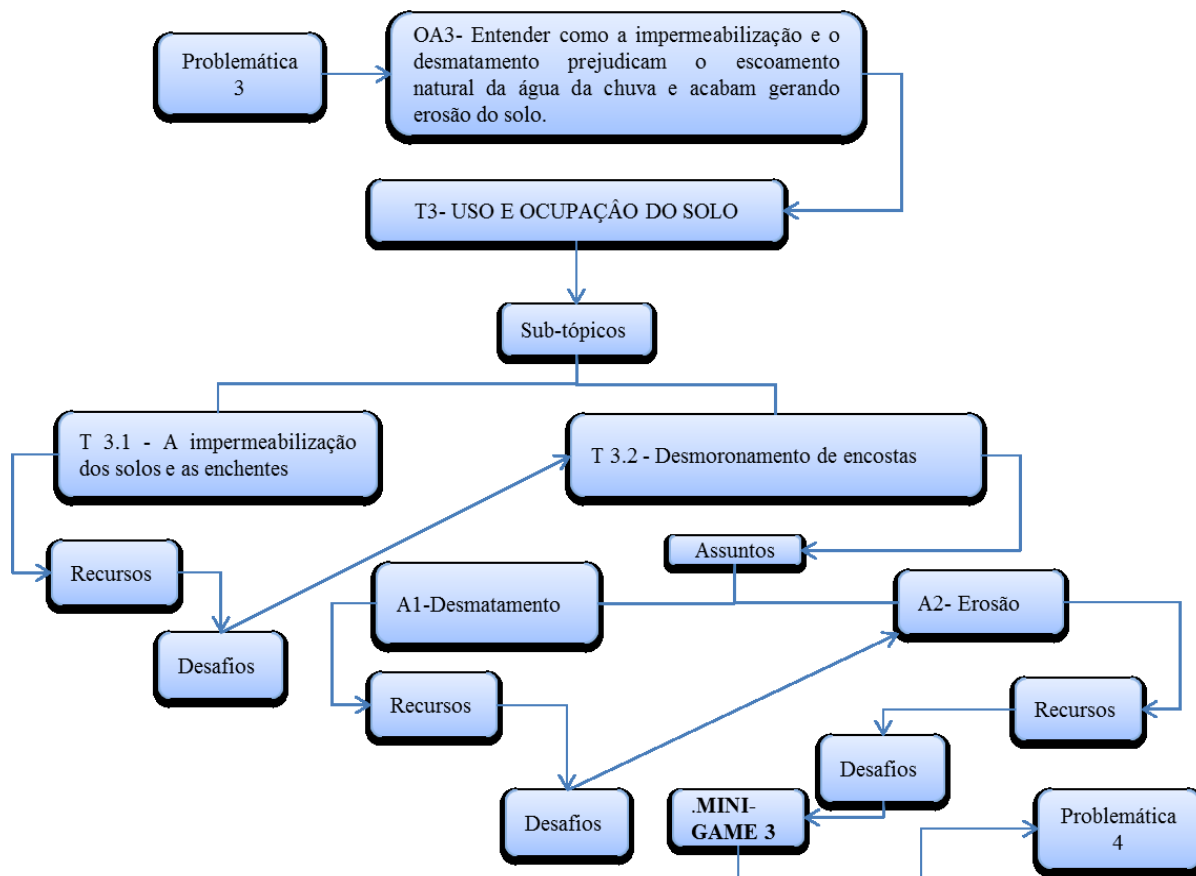 Problemática
3
OA3- Entender como a impermeabilização e o
desmatamento prejudicam o escoamento
natural da água da chuva e acabam gerando
erosão do solo.
T3- USO E OCUPAÇÂO DO SOLO
Sub-tópicos
T 3.1 - A impermeabilização
dos solos e as enchentes
T 3.2 - Desmoronamento de encostas
Recursos
Desafios
Assuntos
A1-Desmatamento
A2- Erosão
Recursos
Desafios
Recursos
Desafios
.MINI-
GAME 3
Problemática
4